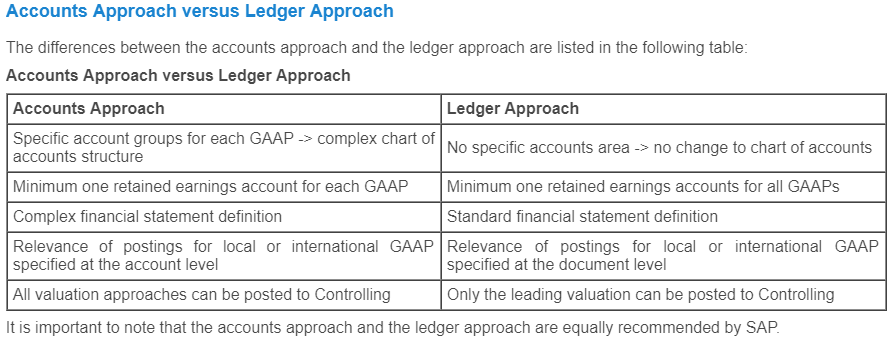 Accounts Approach versus Ledger Approach
The differences between the accounts approach and the ledger approach are listed in the following table:
Accounts Approach versus Ledger Approach
Accounts Approach
Ledger Approach
Specific account groups for each GAAP -> complex chart of
accounts structure
No specific accounts area -> no change to chart of accounts
Minimum one retained earnings account for each GAAP
Minimum one retained earnings accounts for all GAAPs
Complex financial statement definition
Standard financial statement definition
Relevance of postings for local or international GAAP
specified at the account level
Relevance of postings for local or international GAAP
specified at the document level
All valuation approaches can be posted to Controlling
Only the leading valuation can be posted to Controlling
It is important to note that the accounts approach and the ledger approach are equally recommended by SAP.